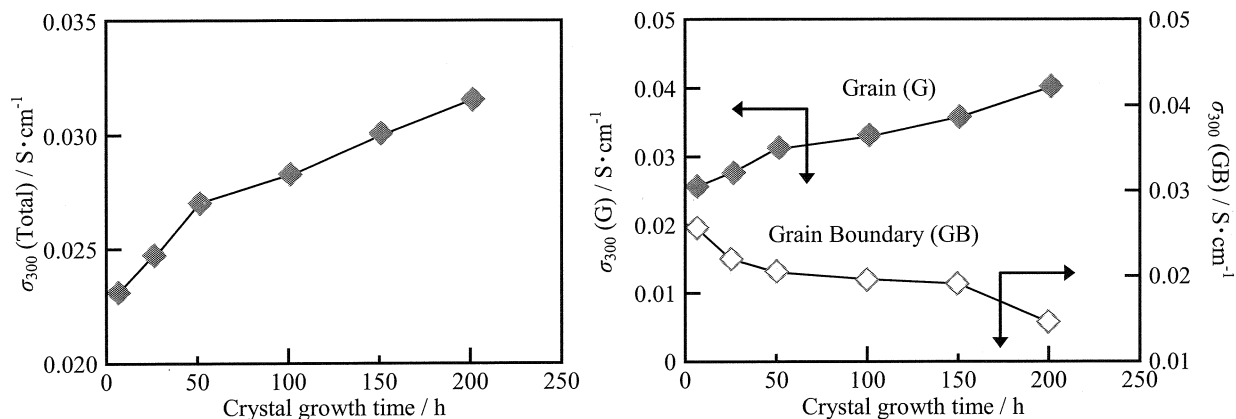 0.035
0.030
0.025
0.020
σ300 (Total) / S·cm-1
0 50 100 150 200 250
Crystal growth time / h
0.05
0.04
0.03
0.02
0.01
0
σ300 (G) / S·cm-1
Grain (G)
Grain Boundary (GB)
0.05
0.04
0.03
0.02
0.01
σ300 (GB) / S·cm-1
0 50 100 150 200 250
Crystal growth time / h